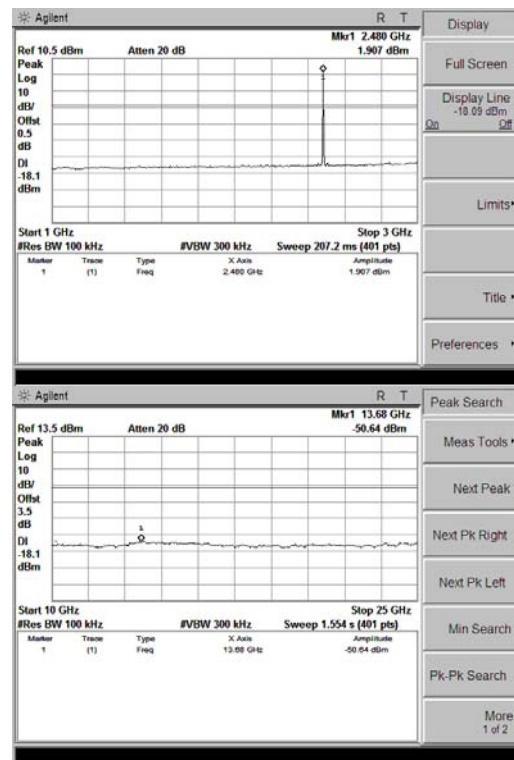 Agilent R T
Mkr1 2.480 GHz
Ref 10.5 dBm Atten 20 dB 1.907 dBm
Peak
Log
10
dB/
Offst
0.5
dB
DI
-18.1
dBm
1
Start 1 GHz Stop 3 GHz
#Res BW 100 kHz #VBW 300 kHz Sweep 207.2 ms (401 pts)
Marker Trace Type X Axis Amplitude
1 (1) Freq 2.480 GHz 1.907 dBm
Display
Full Screen
Display Line
-18.09 dBm
On Off
Limits
Title
Preferences
Agilent R T
Mkr1 13.68 GHz
Ref 13.5 dBm Atten 20 dB -50.64 dBm
Peak
Log
10
dB/
Offst
3.5
dB
DI
-18.1
dBm
1
Start 10 GHz Stop 25 GHz
#Res BW 100 kHz #VBW 300 kHz Sweep 1.554 s (401 pts)
Marker Trace Type X Axis Amplitude
1 (1) Freq 13.68 GHz -50.64 dBm
Peak Search
Meas Tools
Next Peak
Next Pk Right
Next Pk Left
Min Search
Pk-Pk Search
More
1 of 2